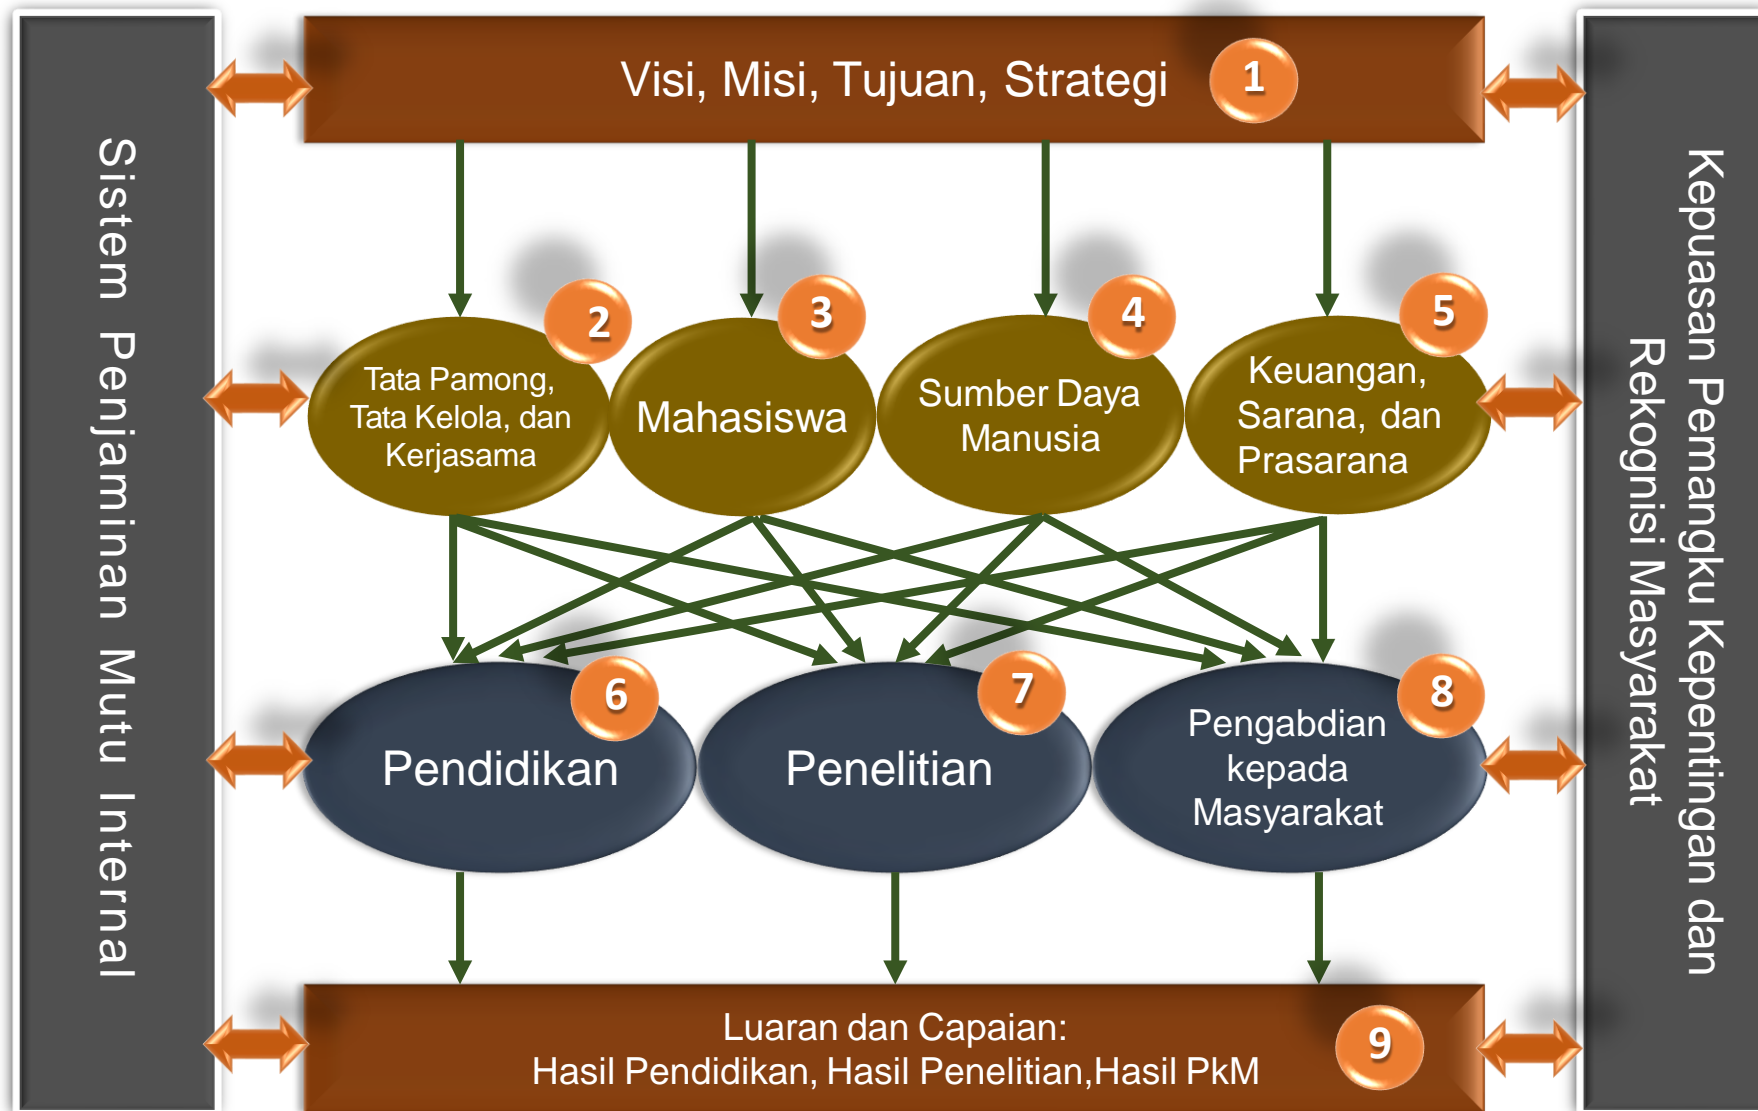 Sistem Penjaminan Mutu Internal
Visi, Misi, Tujuan, Strategi
1
2
Tata Pamong,
Tata Kelola, dan
Kerjasama
3
Mahasiswa
4
Sumber Daya
Manusia
5
Keuangan,
Sarana, dan
Prasarana
6
Pendidikan
7
Penelitian
8
Pengabdian
kepada
Masyarakat
Luaran dan Capaian:
Hasil Pendidikan, Hasil Penelitian,Hasil PkM
9
Kepuasan Pemangku Kepentingan dan
Rekognisi Masyarakat